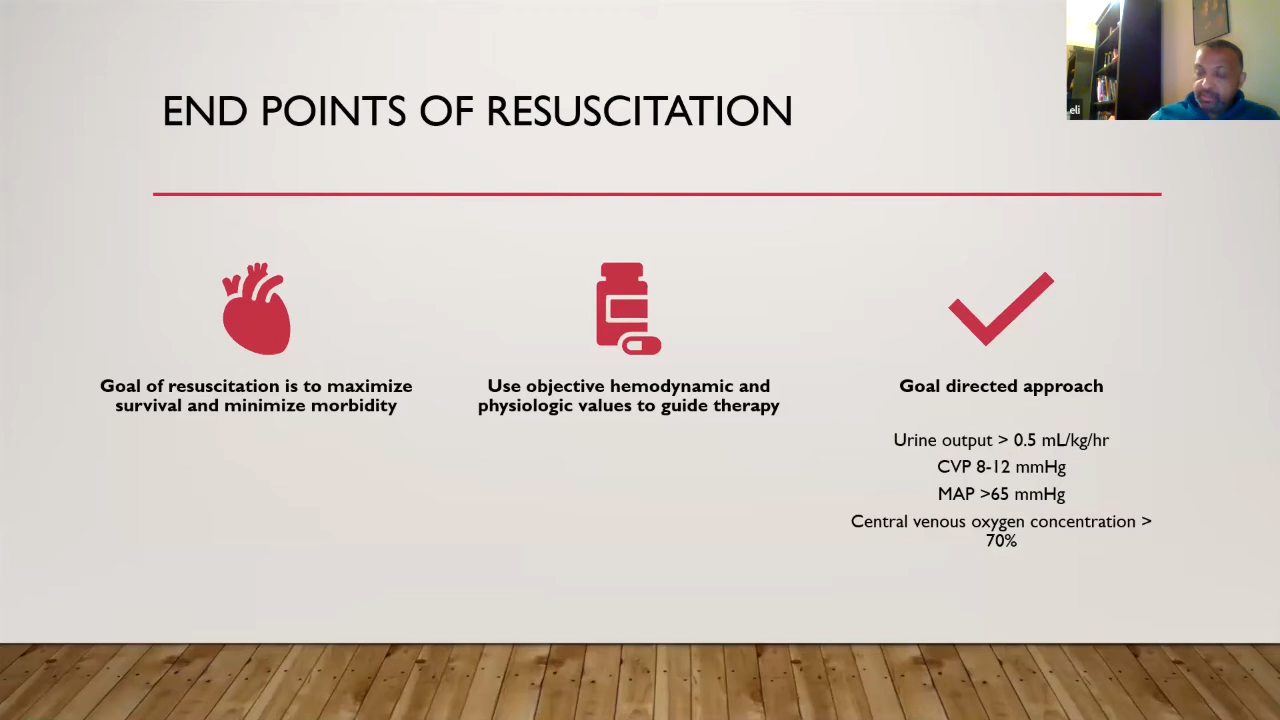 END POINTS OF RESUSCITATION
eli
Goal of resuscitation is to maximize
survival and minimize morbidity
Use objective hemodynamic and
physiologic values to guide therapy
Goal directed approach
Urine output > 0.5 mL/kg/hr
CVP 8-12 mmHg
MAP >65 mmHg
Central venous oxygen concentration >
70%